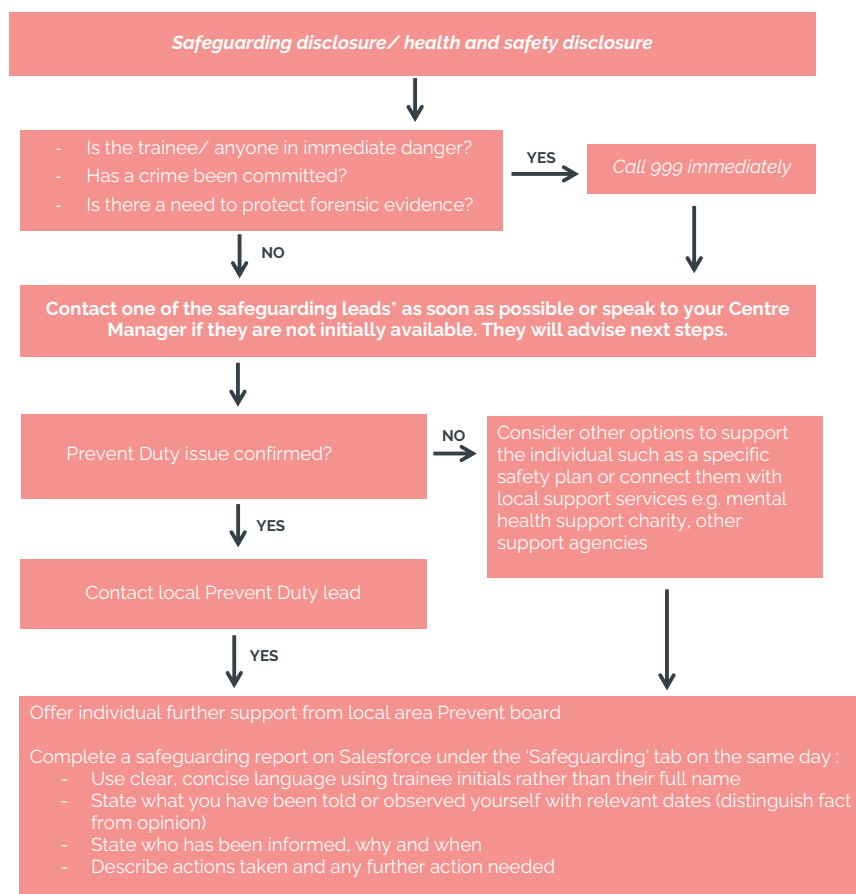 Safeguarding disclosure/ health and safety disclosure
- Is the trainee/ anyone in immediate danger?
- Has a crime been committed?
- Is there a need to protect forensic evidence?
YES
Call 999 immediately
NO
Contact one of the safeguarding leads* as soon as possible or speak to your Centre
Manager if they are not initially available. They will advise next steps.
Prevent Duty issue confirmed?
NO
Consider other options to support
the individual such as a specific
safety plan or connect them with
local support services e.g. mental
health support charity, other
support agencies
YES
Contact local Prevent Duty lead
YES
Offer individual further support from local area Prevent board
Complete a safeguarding report on Salesforce under the ‘Safeguarding’ tab on the same day :
- Use clear, concise language using trainee initials rather than their full name
- State what you have been told or observed yourself with relevant dates (distinguish fact
from opinion)
- State who has been informed, why and when
- Describe actions taken and any further action needed